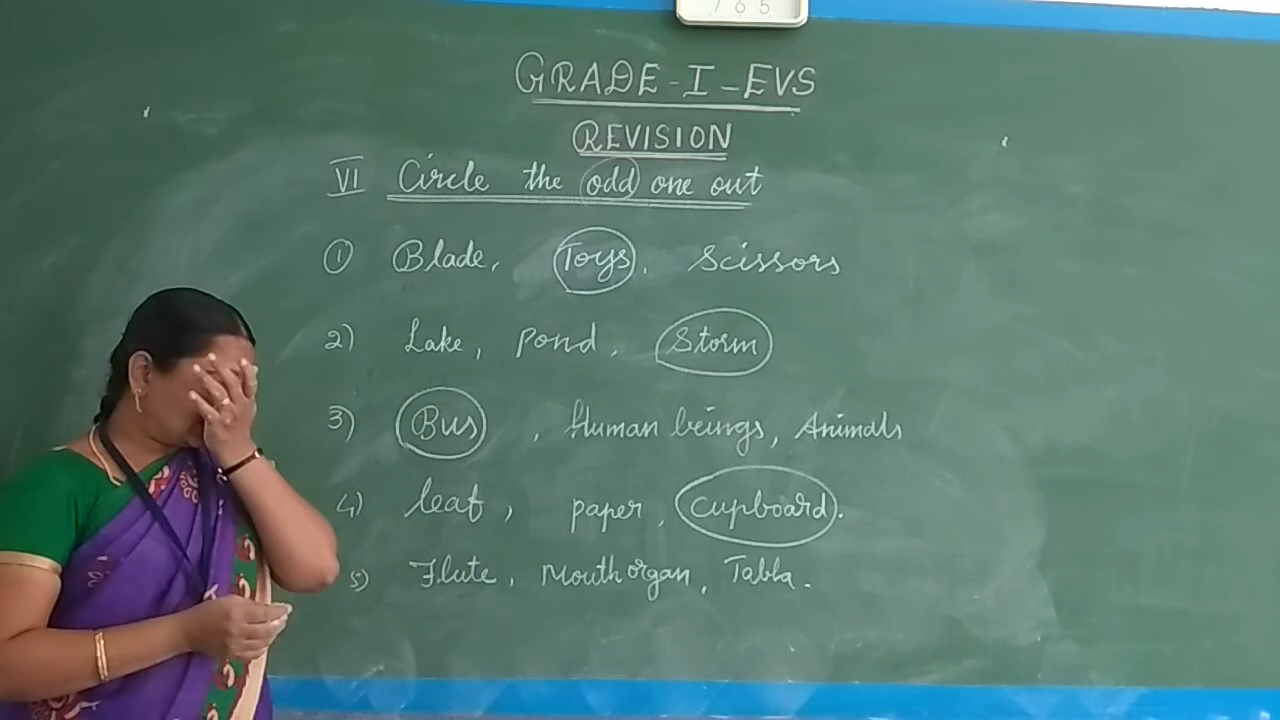 765
GRADE-I-EVS
REVISION
VI Circle the odd one out
1 Blade, Toys, Scissors
2) Lake, pond, Storm
3) Bus, Human beings, Animals
4) leaf, paper, cupboard.
5) Flute, Mouth organ, Tabla.